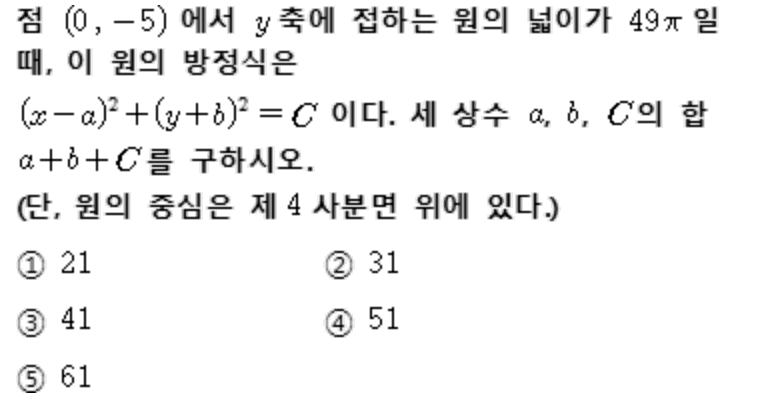 점 (0, −5) 에서 y 축에 접하는 원의 넓이가 49π 일
때, 이 원의 방정식은
(x−a)²+(y+b)² = C 이다. 세 상수 a, b, C의 합
a+b+C를 구하시오.
(단, 원의 중심은 제 4 사분면 위에 있다.)
① 21 ② 31
③ 41 ④ 51
⑤ 61